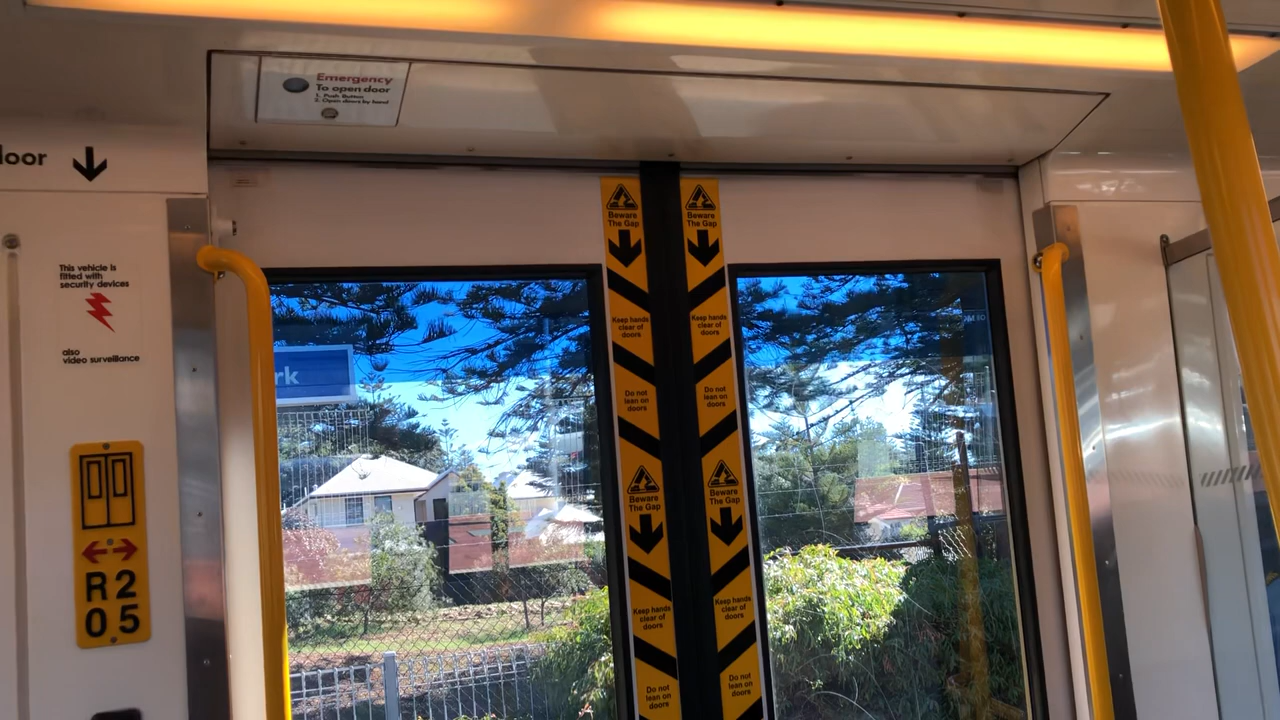 Emergency
To open door
1. Push Button
2. Open doors by hand
loor
This vehicle is
fitted with
security devices
also
video surveillance
R2
05
rk
Beware
The Gap
Keep hands
clear of
doors
Do not
lean on
doors
Beware
The Gap
Keep hands
clear of
doors
Do not
lean on
doors
Beware
The Gap
Keep hands
clear of
doors
Do not
lean on
doors
Beware
The Gap
Keep hands
clear of
doors
Do not
lean on
doors